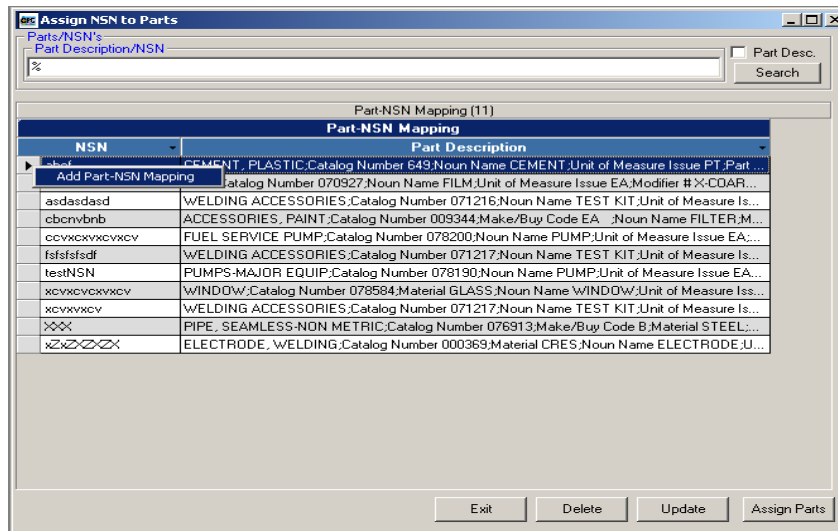 CFC Assign NSN to Parts
Parts/NSN's
Part Description/NSN
Part Desc.
%
Search
Part-NSN Mapping (11)
Part-NSN Mapping
NSN Part Description
CEMENT, PLASTIC;Catalog Number 649;Noun Name CEMENT;Unit of Measure Issue PT;Part ...
Add Part-NSN Mapping
Catalog Number 070927;Noun Name FILM;Unit of Measure Issue EA;Modifier # X-COAR...
asdasdasd WELDING ACCESSORIES;Catalog Number 071216;Noun Name TEST KIT;Unit of Measure Is...
cbcnvbnb ACCESSORIES, PAINT;Catalog Number 009344;Make/Buy Code EA ;Noun Name FILTER;M...
ccvxcxvxcvxcv FUEL SERVICE PUMP;Catalog Number 078200;Noun Name PUMP;Unit of Measure Issue EA;...
fsfsfsfsdf WELDING ACCESSORIES;Catalog Number 071217;Noun Name TEST KIT;Unit of Measure Is...
testNSN PUMPS-MAJOR EQUIP;Catalog Number 078190;Noun Name PUMP;Unit of Measure Issue EA...
xcvxcvcxvxcv WINDOW;Catalog Number 078584;Material GLASS;Noun Name WINDOW;Unit of Measure Iss...
xcvxvxcv WELDING ACCESSORIES;Catalog Number 071217;Noun Name TEST KIT;Unit of Measure Is...
XXX PIPE, SEAMLESS-NON METRIC;Catalog Number 076913;Make/Buy Code B;Material STEEL;...
xZxZXZXZX ELECTRODE, WELDING;Catalog Number 000369;Material CRES;Noun Name ELECTRODE;U...
Exit Delete Update Assign Parts